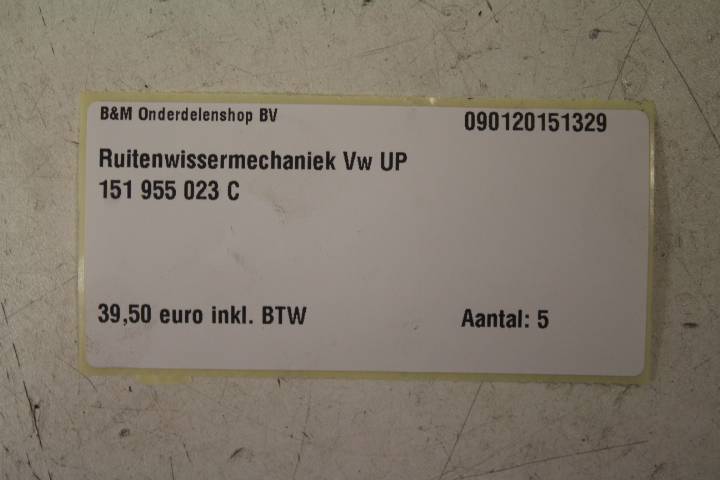 B&M Onderdelenshop BV 090120151329
Ruitenwissermechaniek Vw UP
151 955 023 C
39,50 euro inkl. BTW Aantal: 5